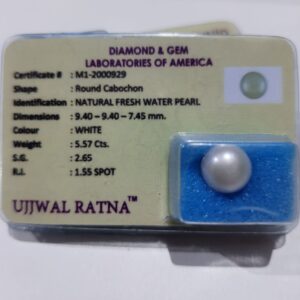 DIAMOND & GEM
LABORATORIES OF AMERICA
Certificate # : M1-2000929
Shape : Round Cabochon
Identification : NATURAL FRESH WATER PEARL
Dimensions : 9.40 - 9.40 - 7.45 mm.
Colour : WHITE
Weight : 5.57 Cts.
S.G. : 2.65
R.I. : 1.55 SPOT
UJJWAL RATNA™